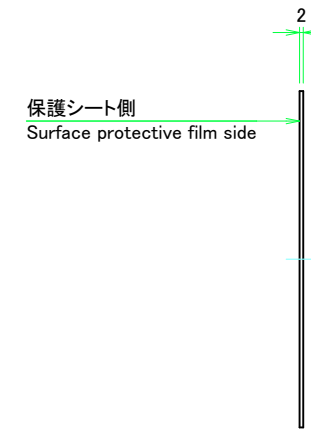 2
保護シート側
Surface protective film side